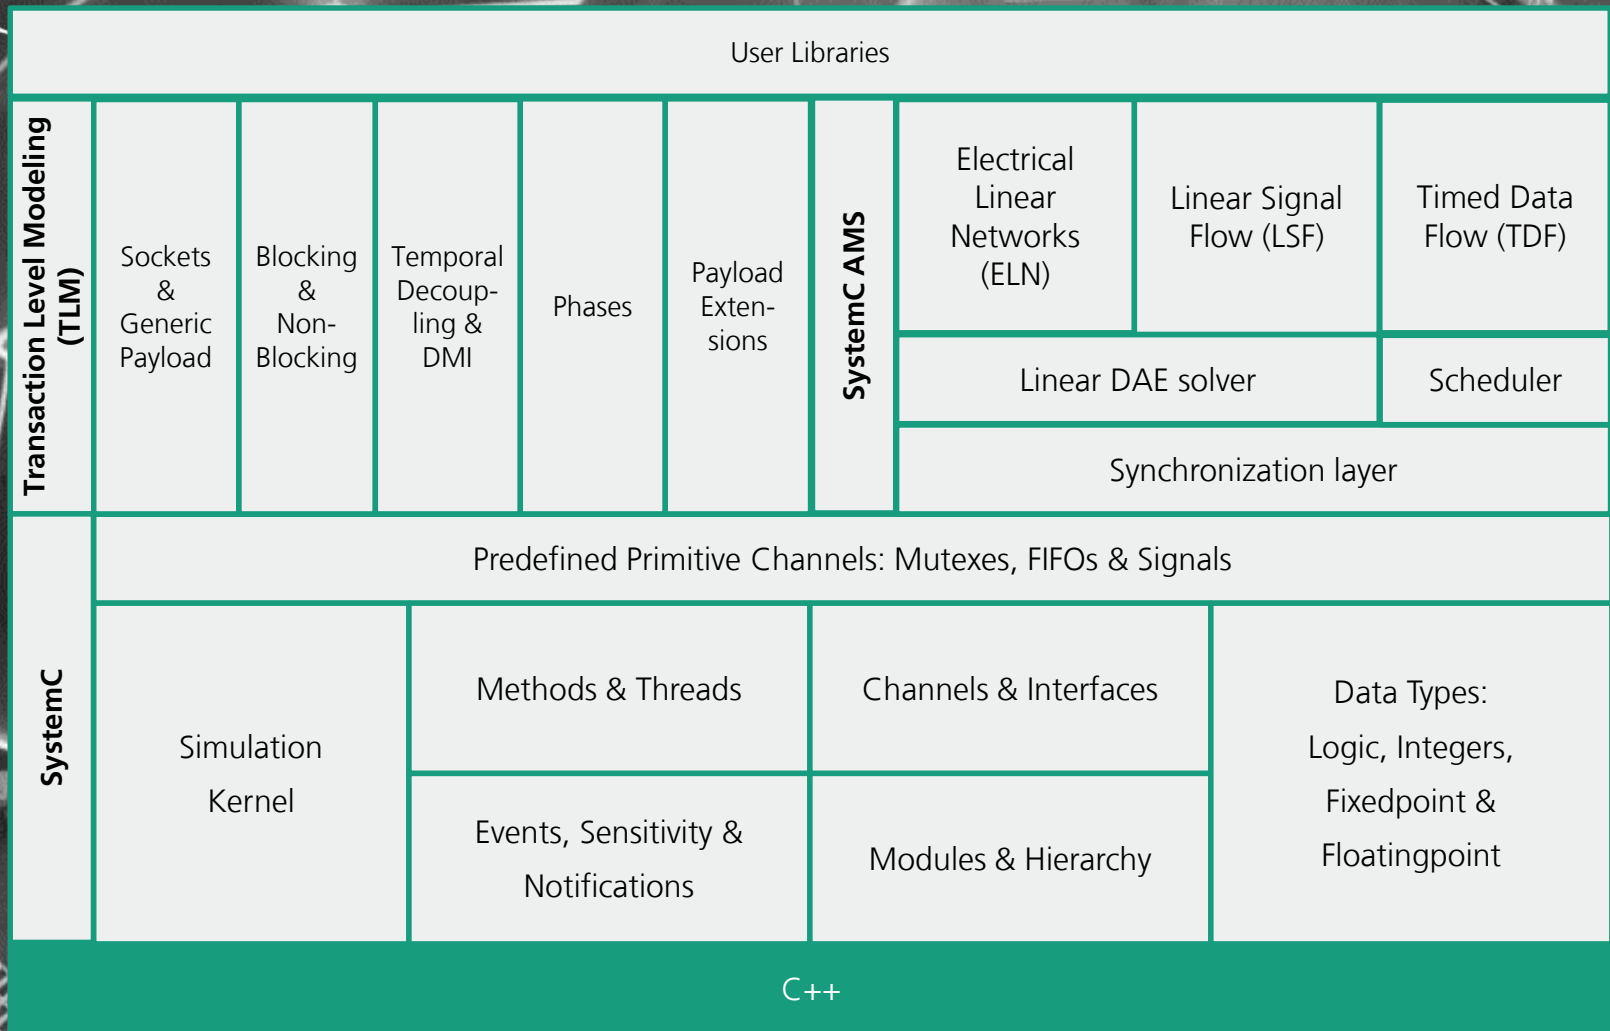 User Libraries
Transaction Level Modeling
(TLM)
Sockets
&
Generic
Payload
Blocking
&
Non-
Blocking
Temporal
Decoup-
ling &
DMI
Phases
Payload
Exten-
sions
SystemC AMS
Electrical
Linear
Networks
(ELN)
Linear Signal
Flow (LSF)
Timed Data
Flow (TDF)
Linear DAE solver
Scheduler
Synchronization layer
SystemC
Predefined Primitive Channels: Mutexes, FIFOs & Signals
Simulation
Kernel
Methods & Threads
Channels & Interfaces
Data Types:
Logic, Integers,
Fixedpoint &
Floatingpoint
Events, Sensitivity &
Notifications
Modules & Hierarchy
C++